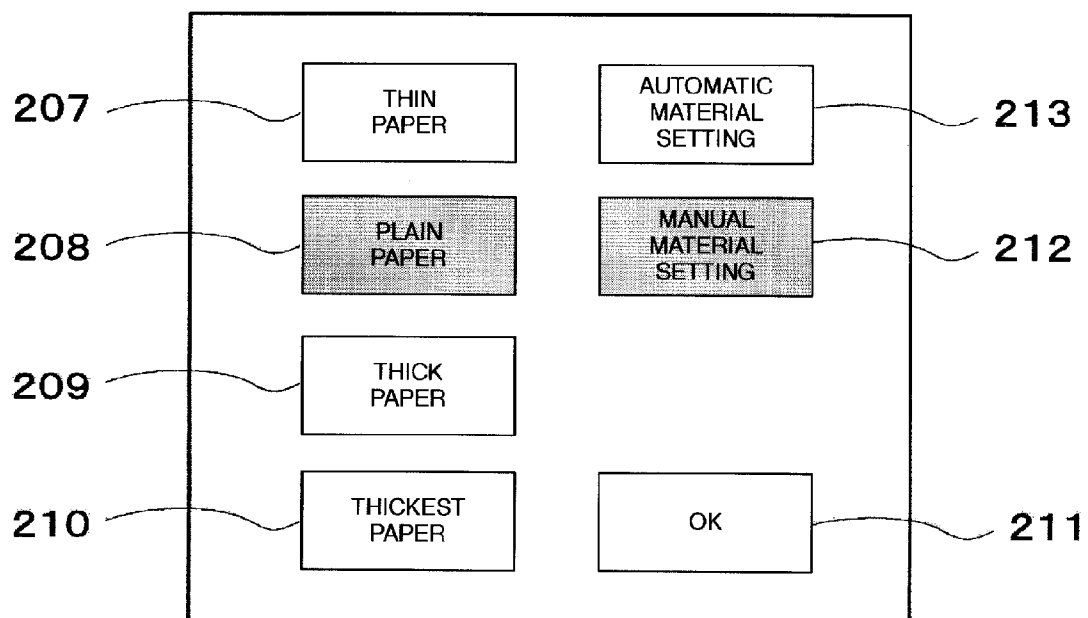 207
THIN
PAPER
AUTOMATIC
MATERIAL
SETTING
213
208
PLAIN
PAPER
MANUAL
MATERIAL
SETTING
212
209
THICK
PAPER
210
THICKEST
PAPER
OK
211